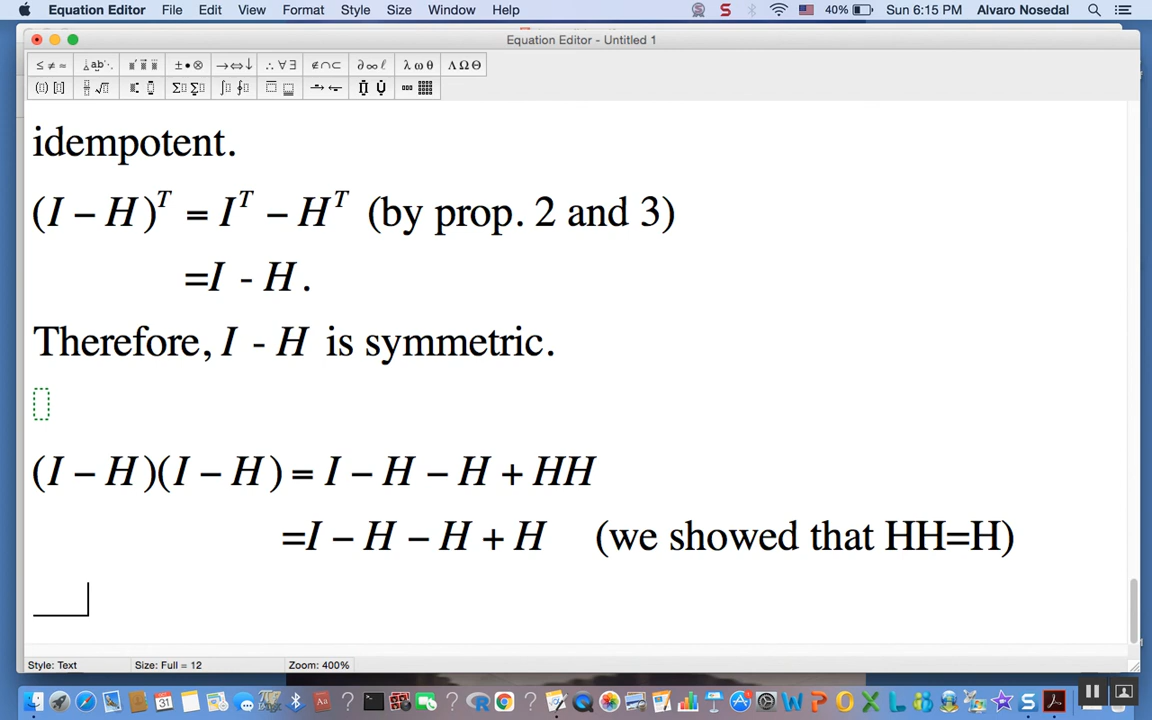 Equation Editor File Edit View Format Style Size Window Help 40% Sun 6:15 PM Alvaro Nosedal
Equation Editor - Untitled 1
idempotent.
(I − H)^T = I^T − H^T (by prop. 2 and 3)
=I - H.
Therefore, I - H is symmetric.
(I − H)(I − H) = I − H − H + HH
=I − H − H + H (we showed that HH=H)
Style: Text Size: Full = 12 Zoom: 400%